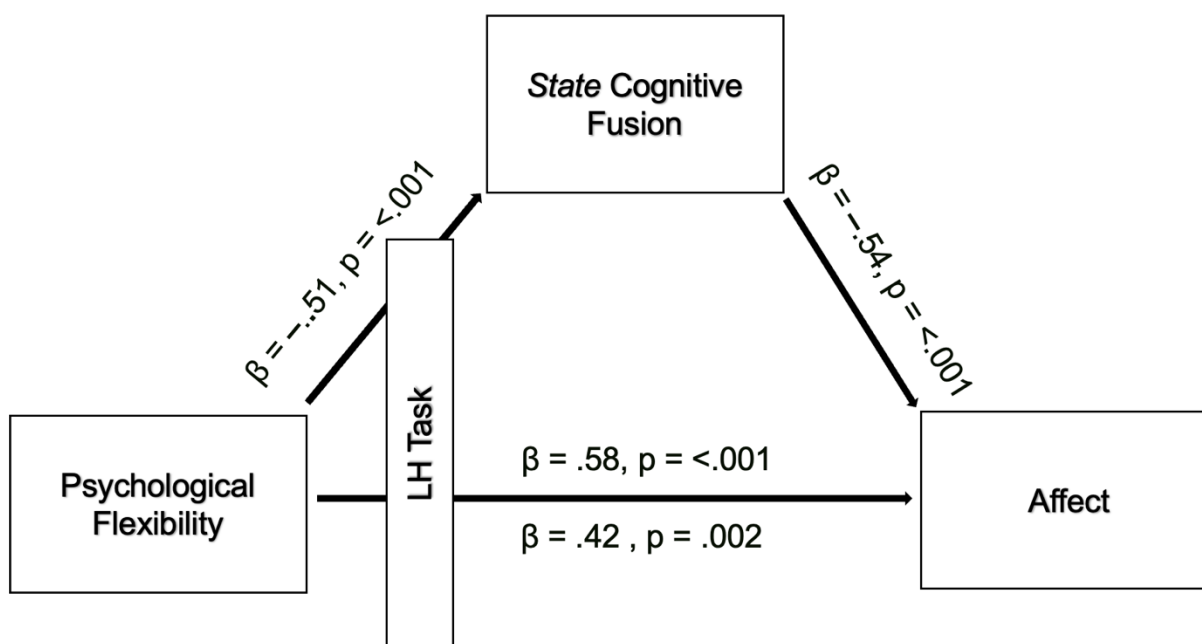 State Cognitive
Fusion
β = –..51, p = <.001
β = –.54, p = <.001
LH Task
Psychological
Flexibility
β = .58, p = <.001
β = .42 , p = .002
Affect